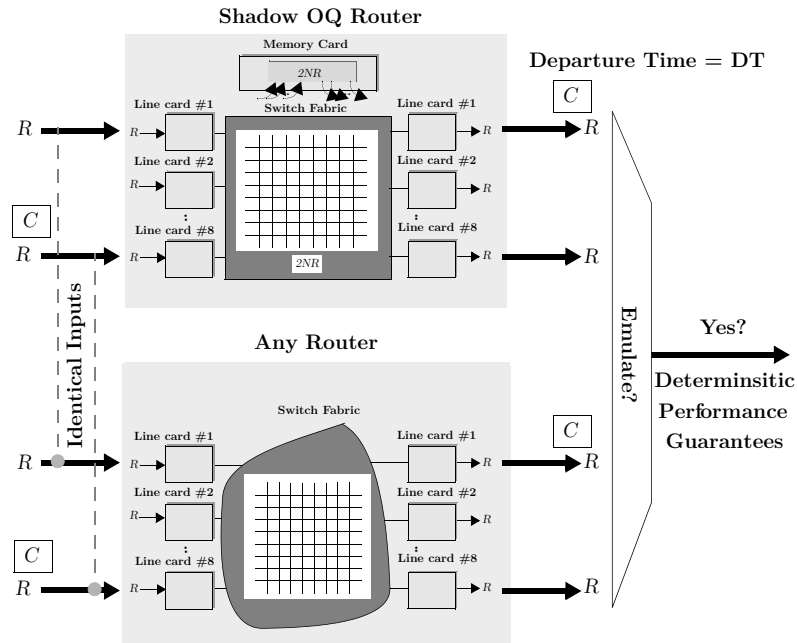 Shadow OQ Router
Memory Card
2NR
Departure Time = DT
C
Line card #1
Switch Fabric
Line card #1
R
R
R
R
Line card #2
Line card #2
R
R
C
Line card #8
Line card #8
R
R
2NR
R
R
Identical Inputs
Emulate?
Yes?
Any Router
Determinsitic
Performance
Guarantees
Switch Fabric
C
Line card #1
Line card #1
R
R
R
R
Line card #2
Line card #2
R
R
C
Line card #8
Line card #8
R
R
R
R